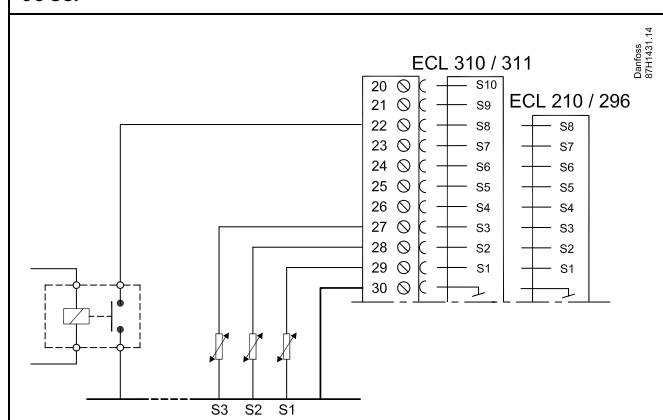 Danfoss
87H1431.14
ECL 310 / 311
ECL 210 / 296
20 S10
21 S9
22 S8 S8
23 S7 S7
24 S6 S6
25 S5 S5
26 S4 S4
27 S3 S3
28 S2 S2
29 S1 S1
30
S3 S2 S1